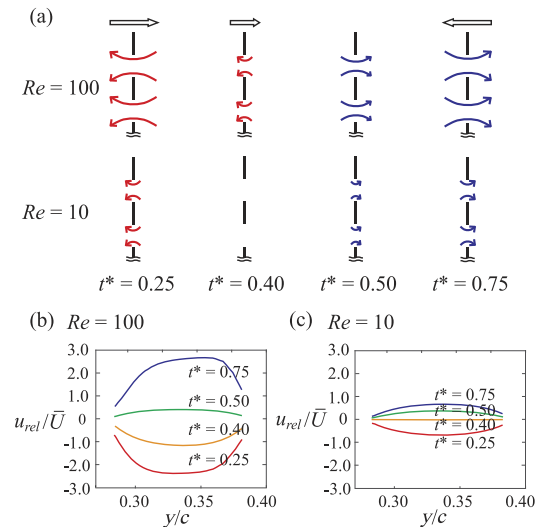 (a)
Re = 100
Re = 10
t* = 0.25 t* = 0.40 t* = 0.50 t* = 0.75
(b) Re = 100
3.0
2.0
1.0
0
-1.0
-2.0
-3.0
u_rel/Ū
t* = 0.75
t* = 0.50
t* = 0.40
t* = 0.25
0.30 0.35 0.40
y/c
(c) Re = 10
3.0
2.0
1.0
0
-1.0
-2.0
-3.0
u_rel/Ū
t* = 0.75
t* = 0.50
t* = 0.40
t* = 0.25
0.30 0.35 0.40
y/c